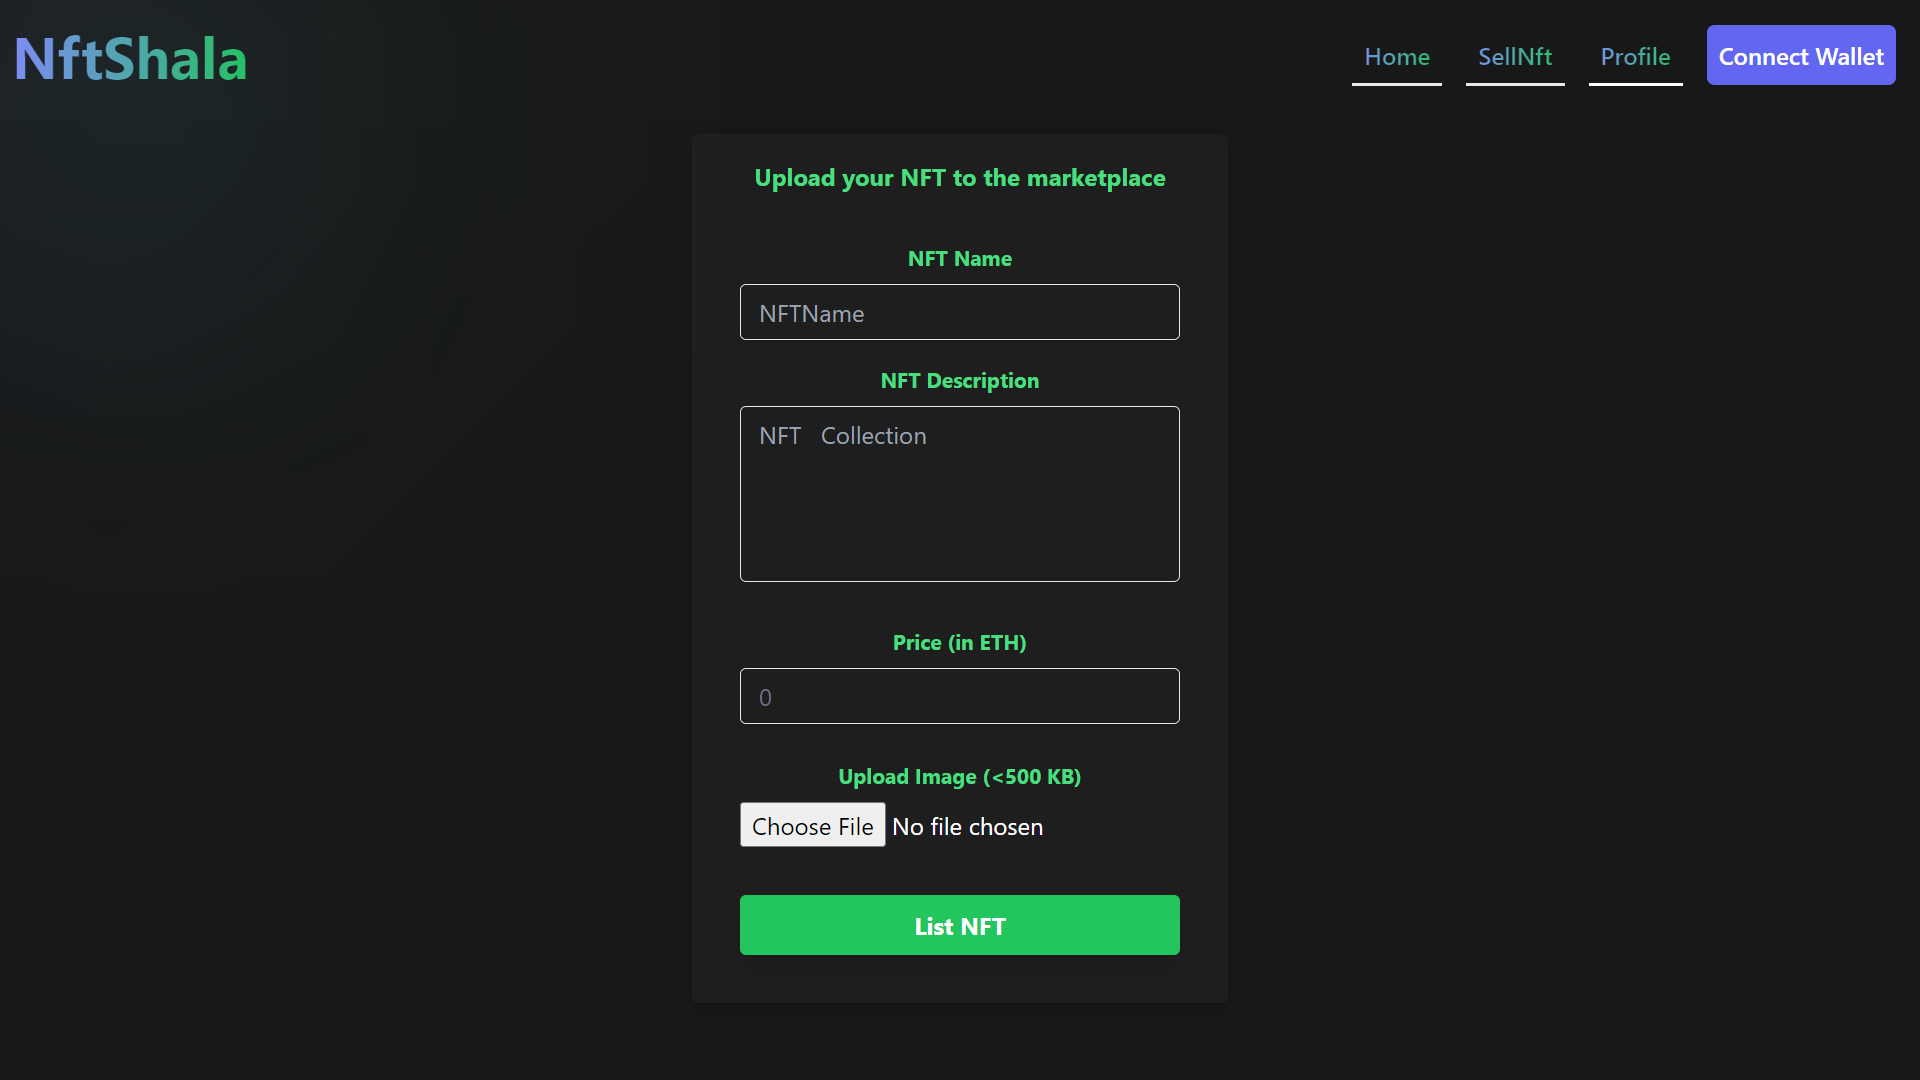 NftShala
Home
SellNft
Profile
Connect Wallet
Upload your NFT to the marketplace
NFT Name
NFTName
NFT Description
NFT   Collection
Price (in ETH)
0
Upload Image (<500 KB)
Choose File No file chosen
List NFT